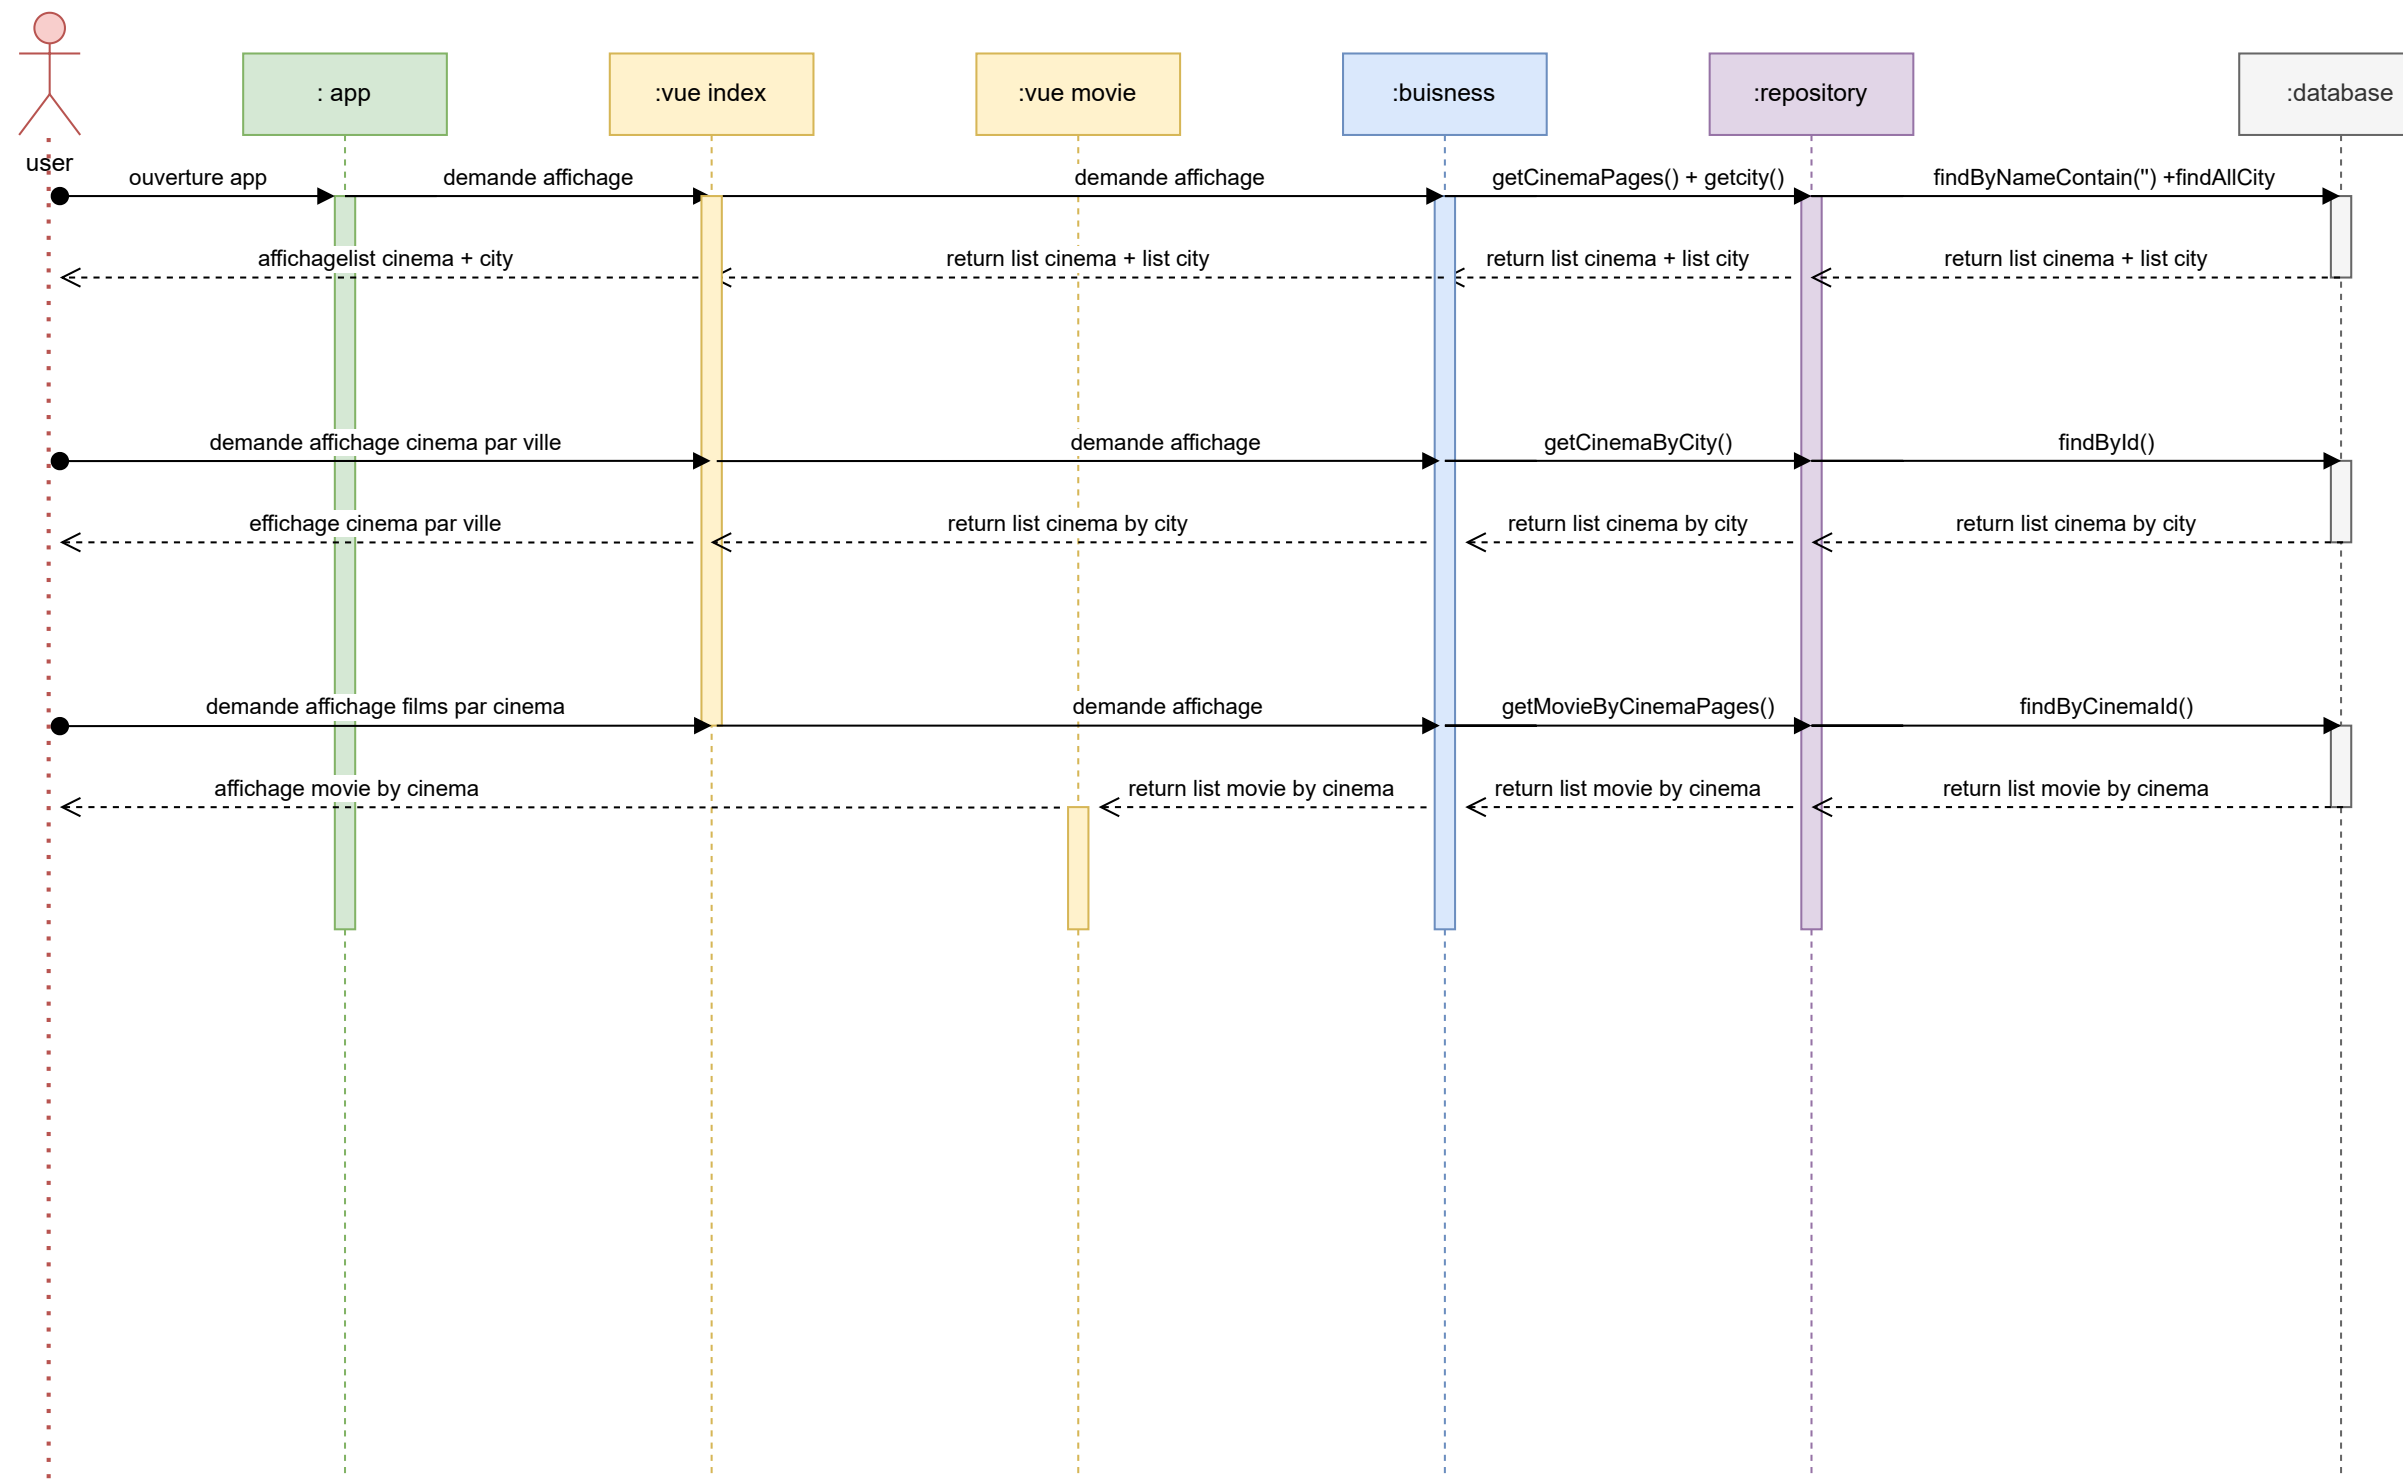 : app
:vue index
:vue movie
:buisness
:repository
:database
user
ouverture app
demande affichage
demande affichage
getCinemaPages() + getcity()
findByNameContain('') +findAllCity
affichagelist cinema + city
return list cinema + list city
return list cinema + list city
return list cinema + list city
demande affichage cinema par ville
demande affichage
getCinemaByCity()
findById()
effichage cinema par ville
return list cinema by city
return list cinema by city
return list cinema by city
demande affichage films par cinema
demande affichage
getMovieByCinemaPages()
findByCinemaId()
affichage movie by cinema
return list movie by cinema
return list movie by cinema
return list movie by cinema